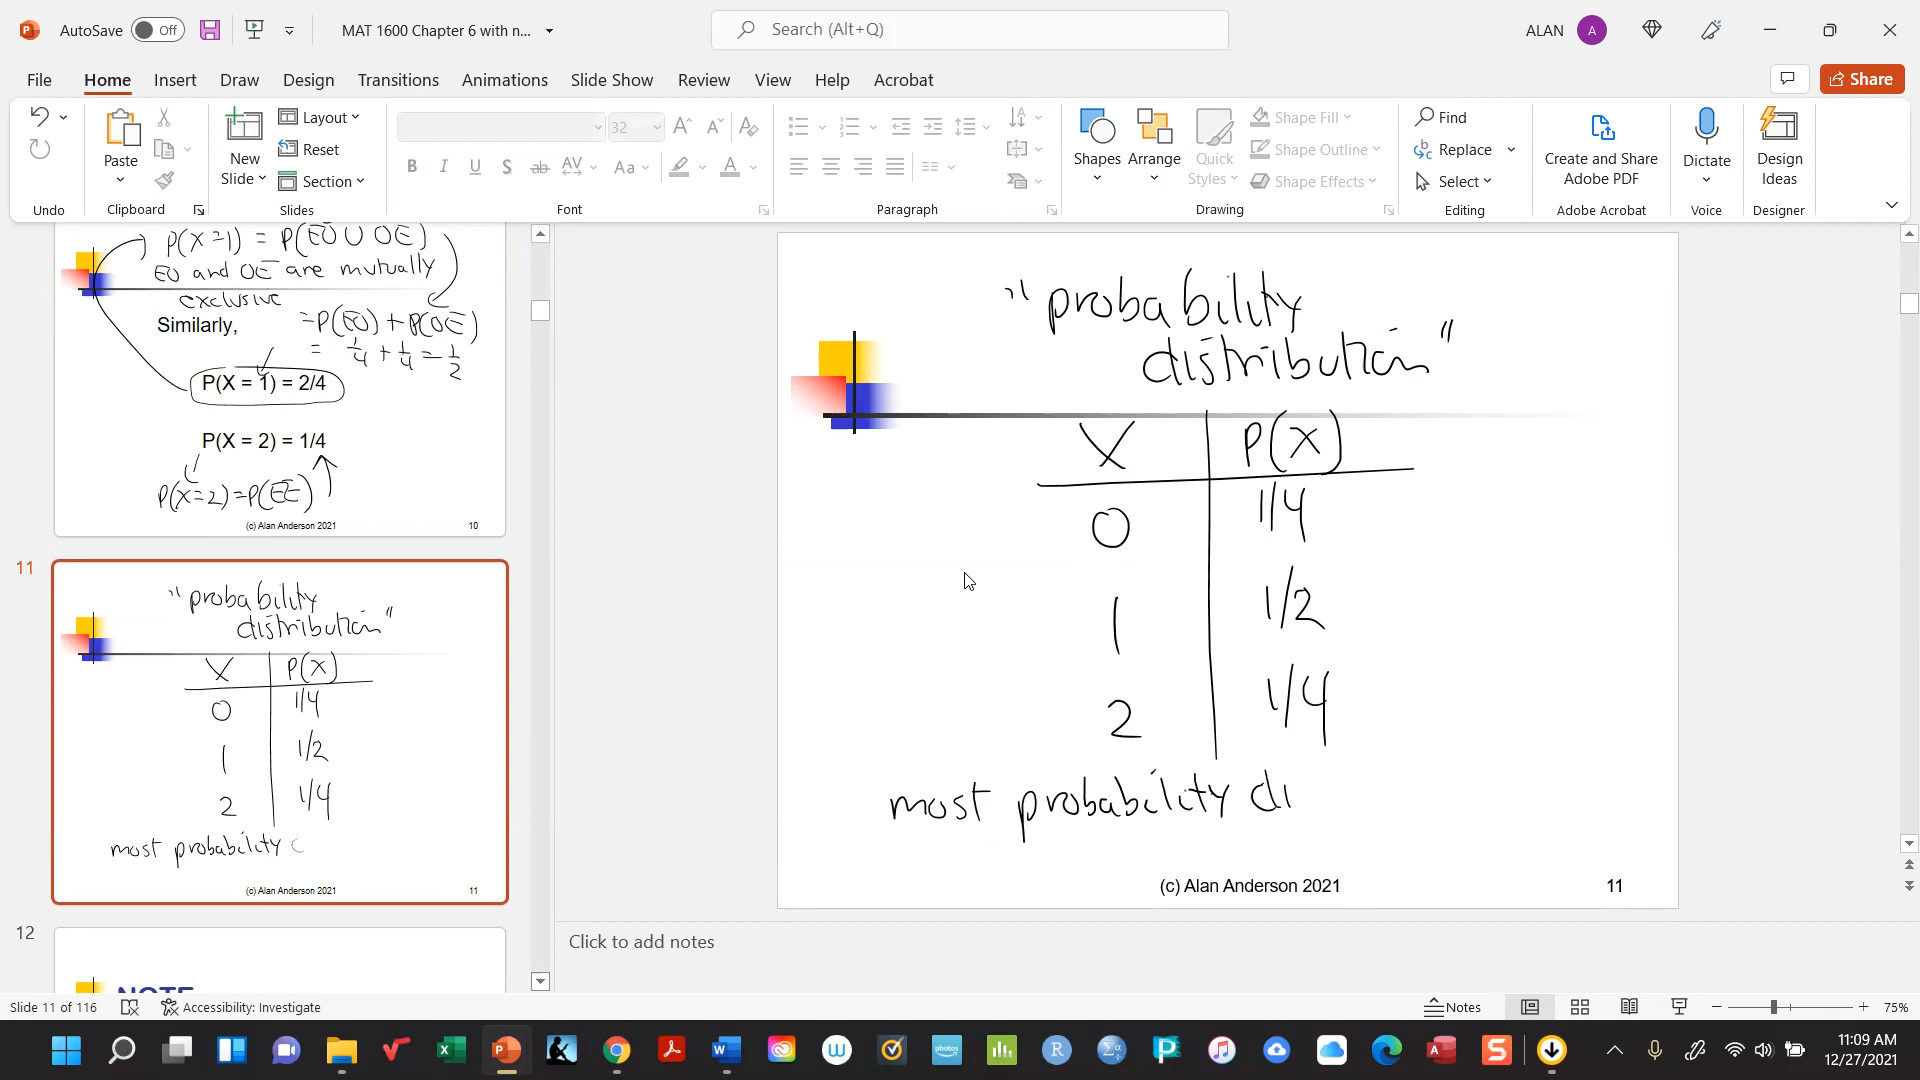 AutoSave Off
MAT 1600 Chapter 6 with n...
Search (Alt+Q)
ALAN A
File Home Insert Draw Design Transitions Animations Slide Show Review View Help Acrobat
Share
Paste
New Slide
Layout
Reset
Section
32
Shapes
Arrange
Quick Styles
Shape Fill
Shape Outline
Shape Effects
Find
Replace
Select
Create and Share Adobe PDF
Dictate
Design Ideas
Undo Clipboard Slides Font Paragraph Drawing Editing Adobe Acrobat Voice Designer
P(X=1) = P(EO ∪ OE)
EO and OE are mutually
exclusive
Similarly,
= P(EO) + P(OE)
= 1/4 + 1/4 = 1/2
P(X = 1) = 2/4
P(X = 2) = 1/4
P(X=2)=P(EE)
(c) Alan Anderson 2021 10
11
"probability
distribution"
X P(X)
0 1/4
1 1/2
2 1/4
most probability c
(c) Alan Anderson 2021 11
12
NOTE
"probability
distribution"
X P(X)
0 1/4
1 1/2
2 1/4
most probability di
(c) Alan Anderson 2021 11
Click to add notes
Slide 11 of 116 Accessibility: Investigate Notes 75%
11:09 AM
12/27/2021